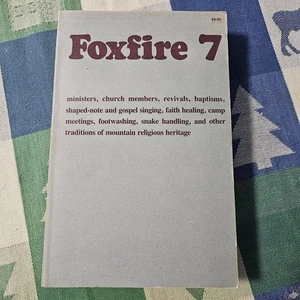 Foxfire 7
ministers, church members, revivals, baptisms,
shaped-note and gospel singing, faith healing, camp
meetings, footwashing, snake handling, and other
traditions of mountain religious heritage